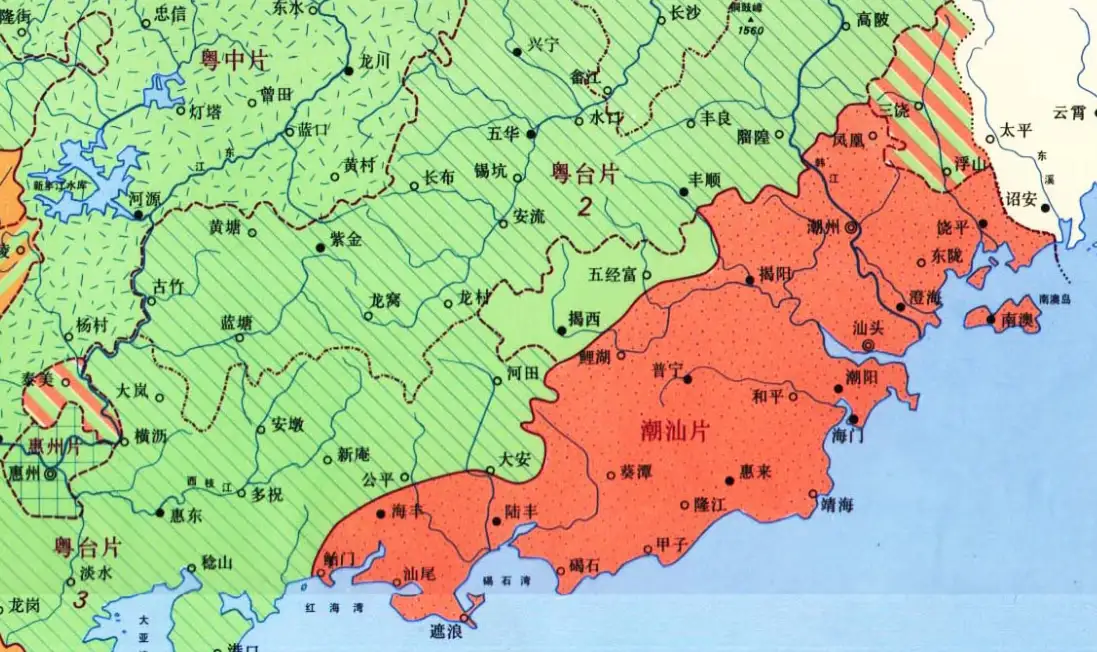 隆街
忠信
东水
长沙
铜鼓嶂
1560
高陂
粤中片
龙川
兴宁
畲江
灯塔
曾田
三饶
云霄
蓝口
五华
水口
丰良
𨻧隍
凤凰
太平
江 东
黄村
锡坑
粤台片
2
韩江
浮山
东溪
新丰江水库
河源
长布
丰顺
诏安
黄塘
安流
潮州
饶平
紫金
陵
五经富
揭阳
东陇
古竹
龙窝
龙村
澄海
南澳岛
杨村
蓝塘
揭西
汕头
南澳
鲤湖
泰美
大岚
河田
普宁
潮阳
和平
惠州片
横沥
安墩
潮汕片
海门
惠州
新庵
大安
西枝江
公平
葵潭
惠来
多祝
隆江
靖海
惠东
海丰
陆丰
粤台片
3
稔山
鲘门
甲子
淡水
汕尾
碣石湾
碣石
龙岗
红海湾
大亚
遮浪
港口